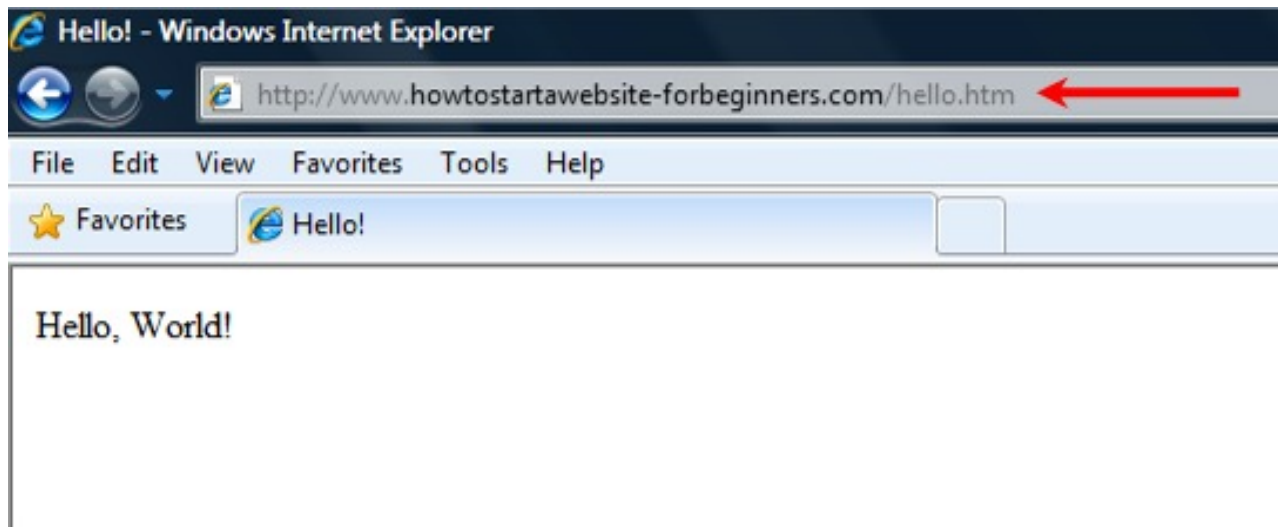 Hello! - Windows Internet Explorer
http://www.howtostartawebsite-forbeginners.com/hello.htm
File Edit View Favorites Tools Help
Favorites Hello!
Hello, World!